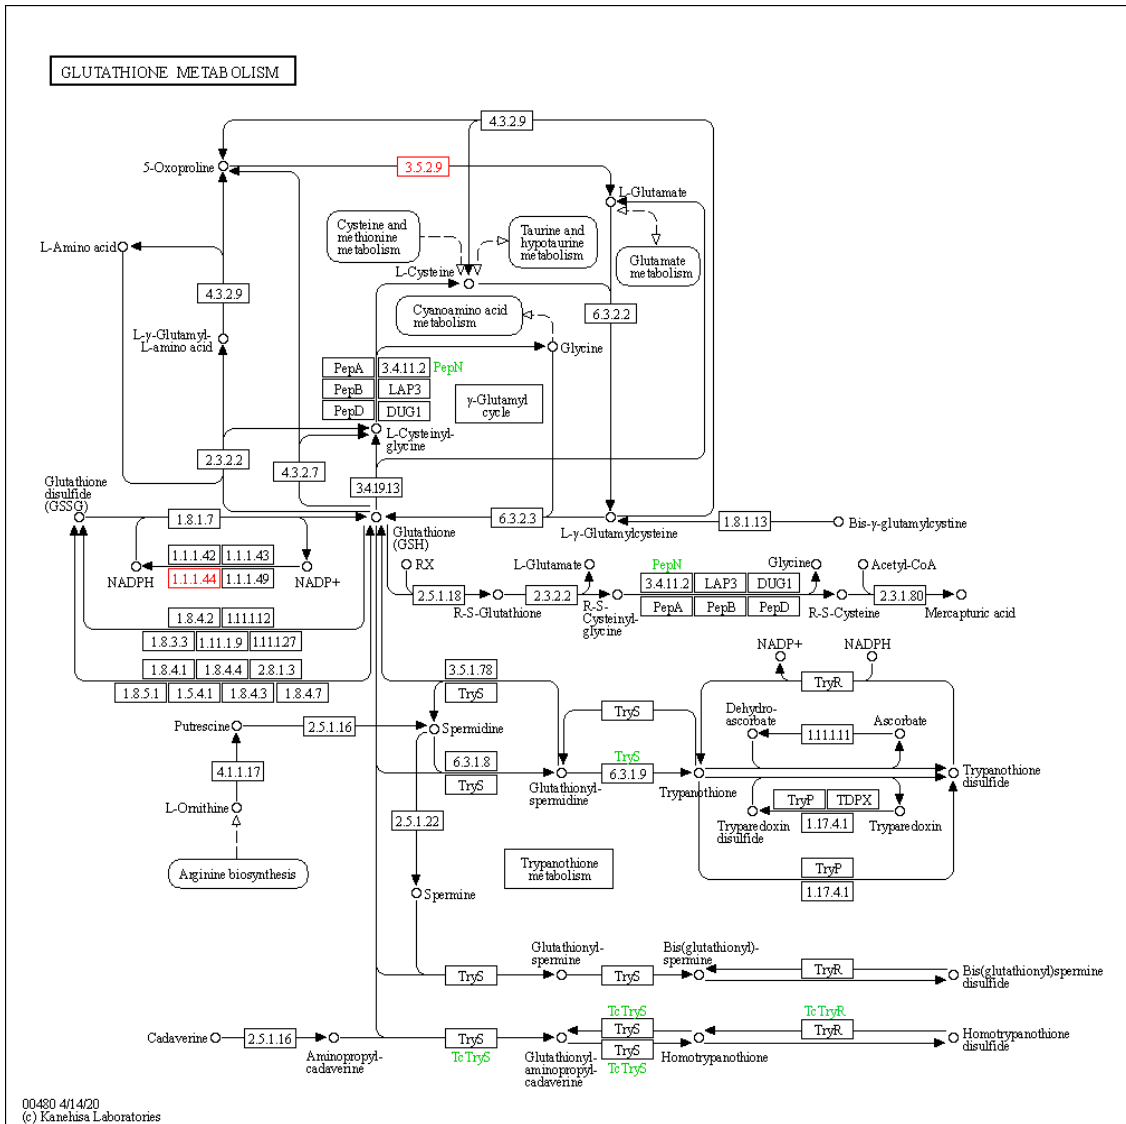 GLUTATHIONE METABOLISM
4.3.2.9
5-Oxoproline
3.5.2.9
L-Glutamate
Cysteine and
methionine
metabolism
Taurine and
hypotaurine
metabolism
L-Amino acid
Glutamate
metabolism
L-Cysteine
4.3.2.9
Cyanoamino acid
metabolism
6.3.2.2
L-γ-Glutamyl-
L-amino acid
Glycine
PepA
3.4.11.2
PepN
PepB
LAP3
γ-Glutamyl
cycle
PepD
DUG1
L-Cysteinyl-
glycine
2.3.2.2
4.3.2.7
3.4.19.13
Glutathione
disulfide
(GSSG)
1.8.1.7
Glutathione
(GSH)
6.3.2.3
L-γ-Glutamylcysteine
1.8.1.13
Bis-γ-glutamylcystine
1.1.1.42
1.1.1.43
NADPH
1.1.1.44
1.1.1.49
NADP+
RX
L-Glutamate
PepN
Glycine
Acetyl-CoA
2.5.1.18
R-S-Glutathione
2.3.2.2
R-S-
Cysteinyl-
glycine
3.4.11.2
LAP3
DUG1
PepA
PepB
PepD
R-S-Cysteine
2.3.1.80
Mercapturic acid
1.8.4.2
1.11.1.12
1.8.3.3
1.11.1.9
1.11.1.27
1.8.4.1
1.8.4.4
2.8.1.3
1.8.5.1
1.5.4.1
1.8.4.3
1.8.4.7
3.5.1.78
TryS
NADP+
NADPH
TryR
Putrescine
2.5.1.16
Spermidine
TryS
Dehydro-
ascorbate
1.11.1.11
Ascorbate
4.1.1.17
6.3.1.8
TryS
Glutathionyl-
spermidine
TryS
6.3.1.9
Trypanothione
Trypanothione
disulfide
L-Ornithine
2.5.1.22
TryP
TDPX
1.17.4.1
Tryparedoxin
disulfide
Tryparedoxin
Arginine biosynthesis
Trypanothione
metabolism
TryP
1.17.4.1
Spermine
Glutathionyl-
spermine
Bis(glutathionyl)-
spermine
TryS
TryS
TryR
Bis(glutathionyl)spermine
disulfide
Cadaverine
2.5.1.16
Aminopropyl-
cadaverine
TryS
TcTryS
Glutathionyl-
aminopropyl-
cadaverine
TcTryS
TryS
TryS
TcTryS
Homotrypanothione
TcTryR
TryR
Homotrypanothione
disulfide
00480 4/14/20
(c) Kanehisa Laboratories